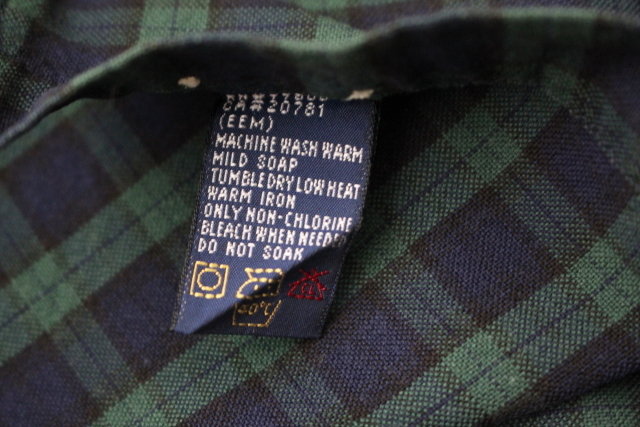 CA#20781
(EEM)
MACHINE WASH WARM
MILD SOAP
TUMBLE DRY LOW HEAT
WARM IRON
ONLY NON-CHLORINE
BLEACH WHEN NEEDED
DO NOT SOAK